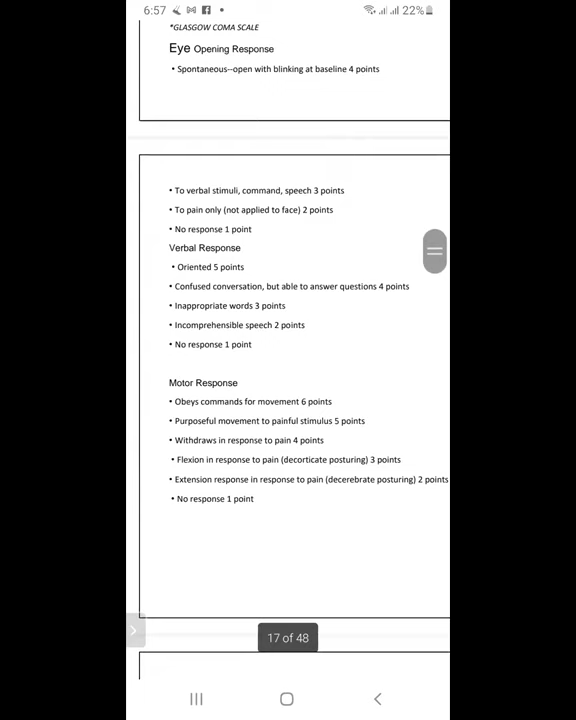 6:57
22%
*GLASGOW COMA SCALE
Eye Opening Response
• Spontaneous--open with blinking at baseline 4 points
• To verbal stimuli, command, speech 3 points
• To pain only (not applied to face) 2 points
• No response 1 point
Verbal Response
• Oriented 5 points
• Confused conversation, but able to answer questions 4 points
• Inappropriate words 3 points
• Incomprehensible speech 2 points
• No response 1 point
Motor Response
• Obeys commands for movement 6 points
• Purposeful movement to painful stimulus 5 points
• Withdraws in response to pain 4 points
• Flexion in response to pain (decorticate posturing) 3 points
• Extension response in response to pain (decerebrate posturing) 2 points
• No response 1 point
17 of 48